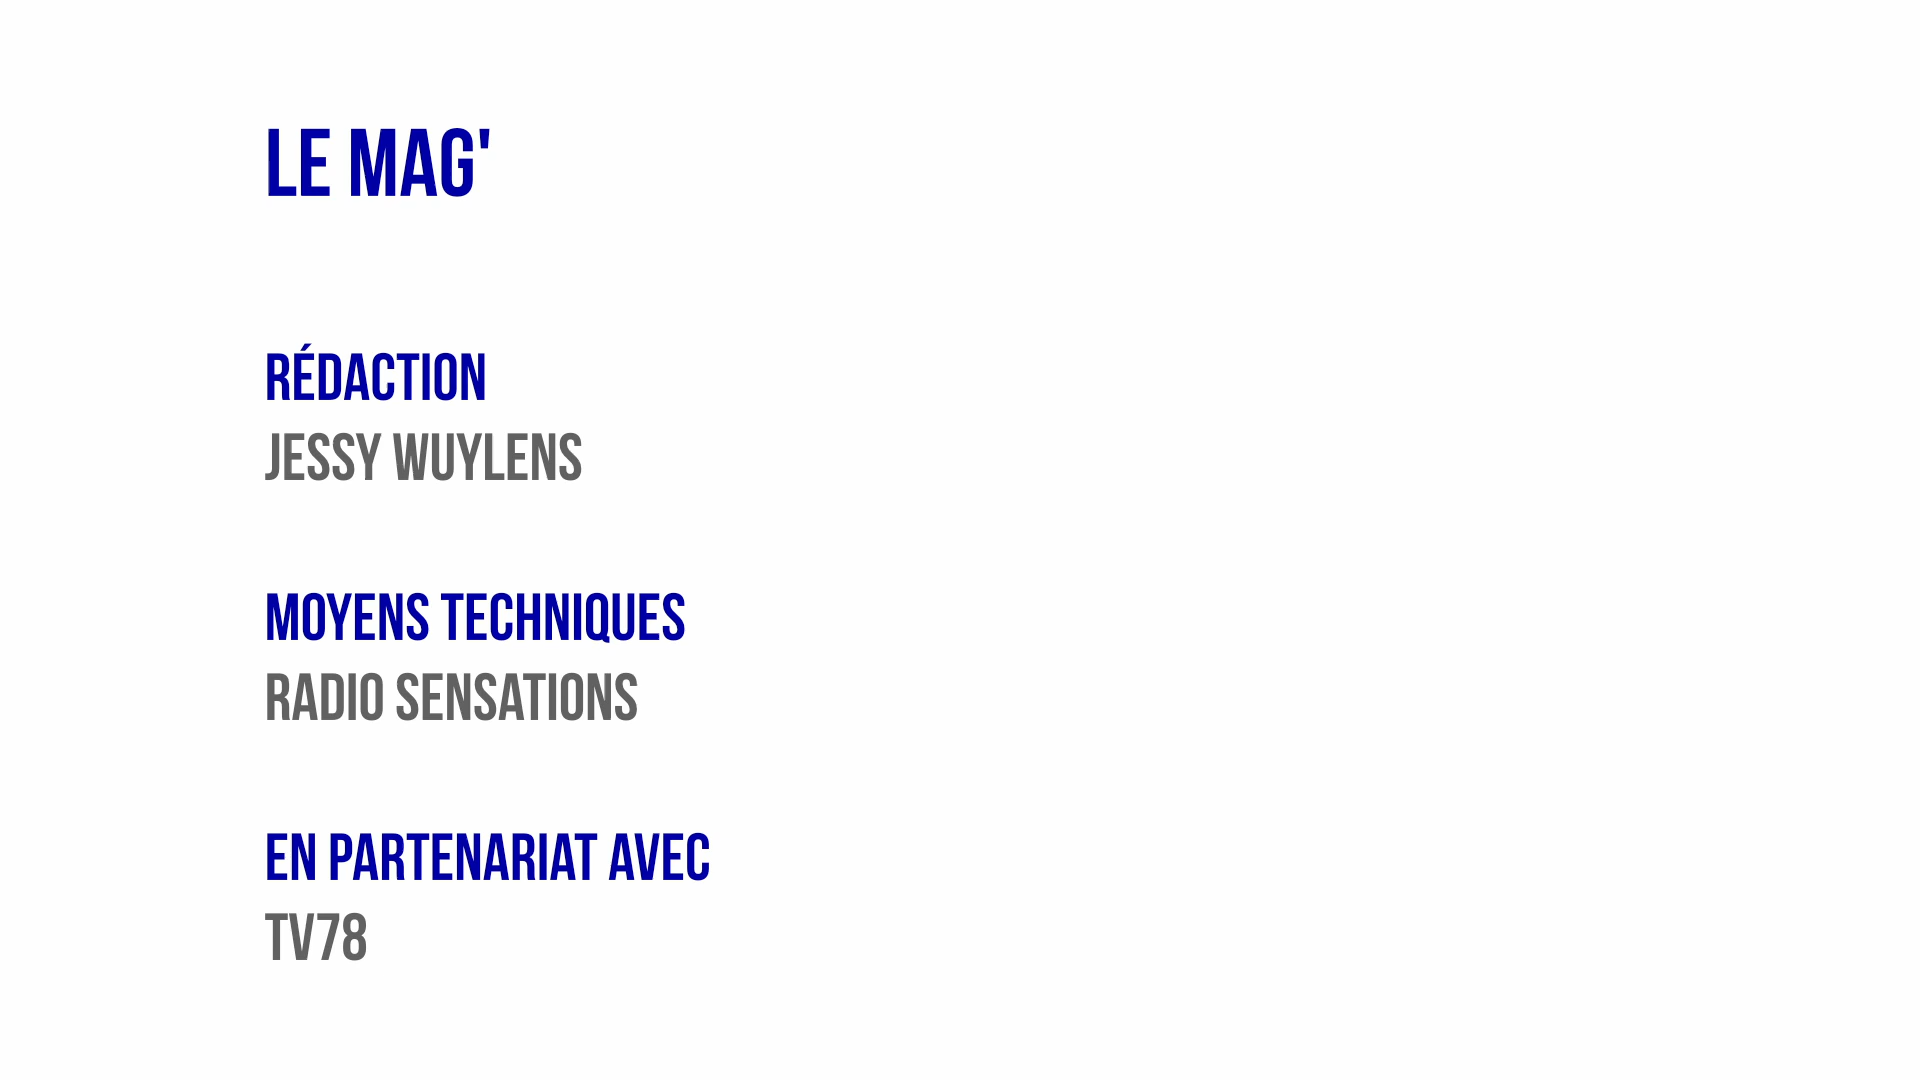 LE MAG'
RÉDACTION
JESSY WUYLENS
MOYENS TECHNIQUES
RADIO SENSATIONS
EN PARTENARIAT AVEC
TV78